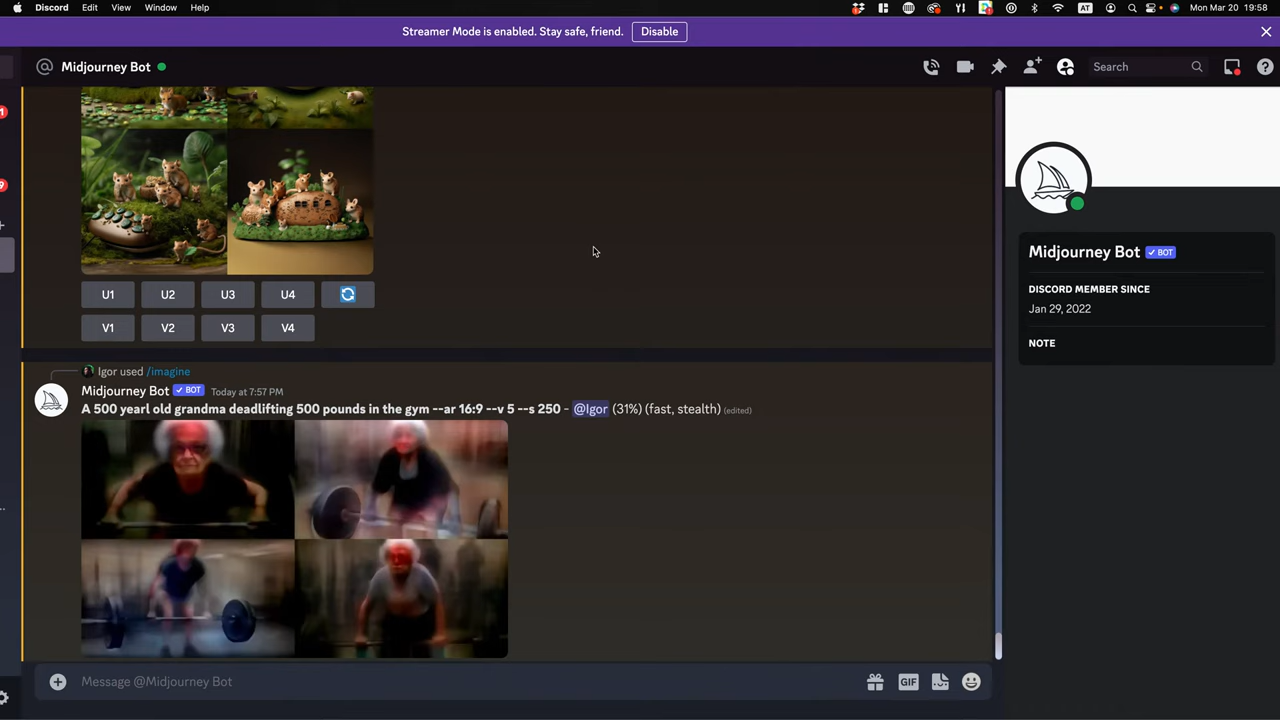 Discord Edit View Window Help AT Mon Mar 20 19:58
Streamer Mode is enabled. Stay safe, friend. Disable
@ Midjourney Bot Search
1
9
U1 U2 U3 U4
V1 V2 V3 V4
Igor used /imagine
Midjourney Bot ✓ BOT Today at 7:57 PM
A 500 yearl old grandma deadlifting 500 pounds in the gym --ar 16:9 --v 5 --s 250 - @Igor (31%) (fast, stealth) (edited)
Message @Midjourney Bot GIF
Midjourney Bot ✓ BOT
DISCORD MEMBER SINCE
Jan 29, 2022
NOTE